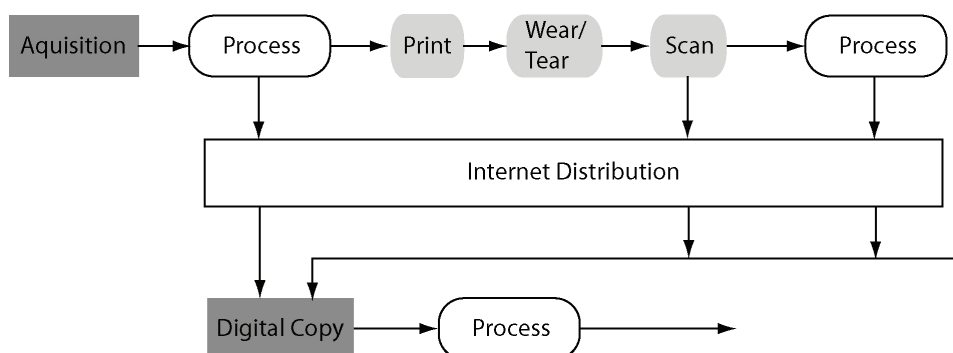 Aquisition
Process
Print
Wear/
Tear
Scan
Process
Internet Distribution
Digital Copy
Process